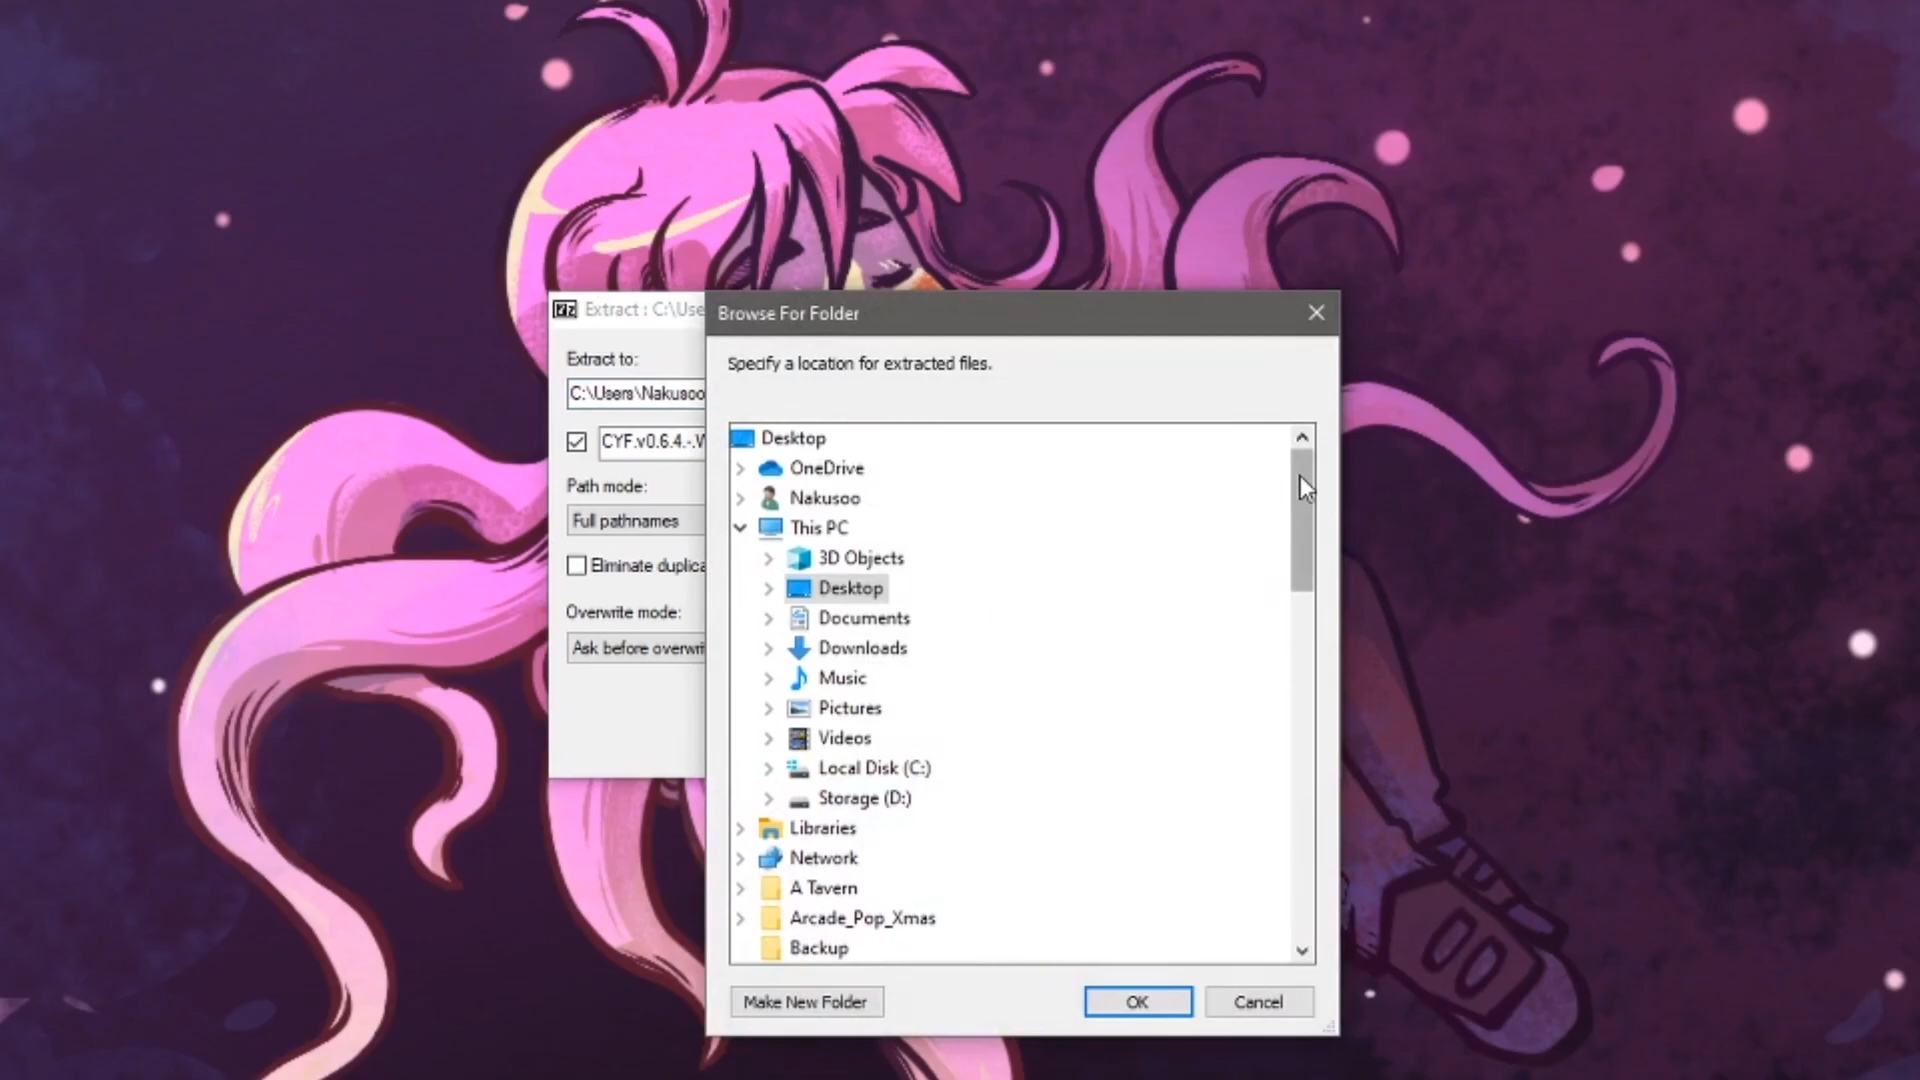 Extract : C:\Use
Browse For Folder
Specify a location for extracted files.
Extract to:
C:\Users\Nakusoo
CYF.v0.6.4.-.W
Path mode:
Full pathnames
Eliminate duplica
Overwrite mode:
Ask before overwri
Desktop
OneDrive
Nakusoo
This PC
3D Objects
Desktop
Documents
Downloads
Music
Pictures
Videos
Local Disk (C:)
Storage (D:)
Libraries
Network
A Tavern
Arcade_Pop_Xmas
Backup
Make New Folder
OK
Cancel